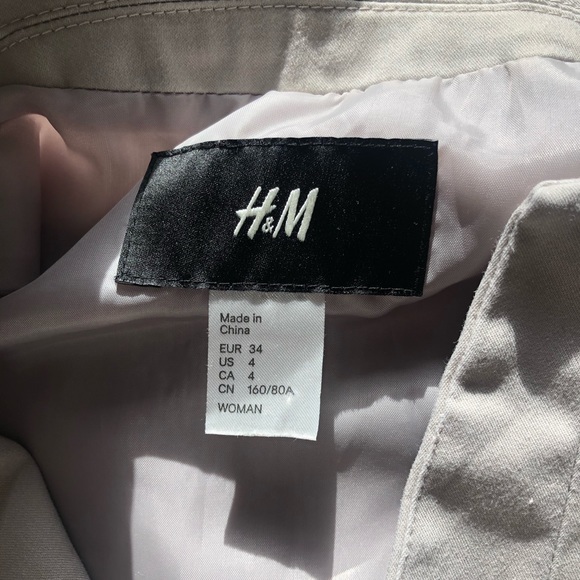 H&M
Made in
China
EUR 34
US 4
CA 4
CN 160/80A
WOMAN